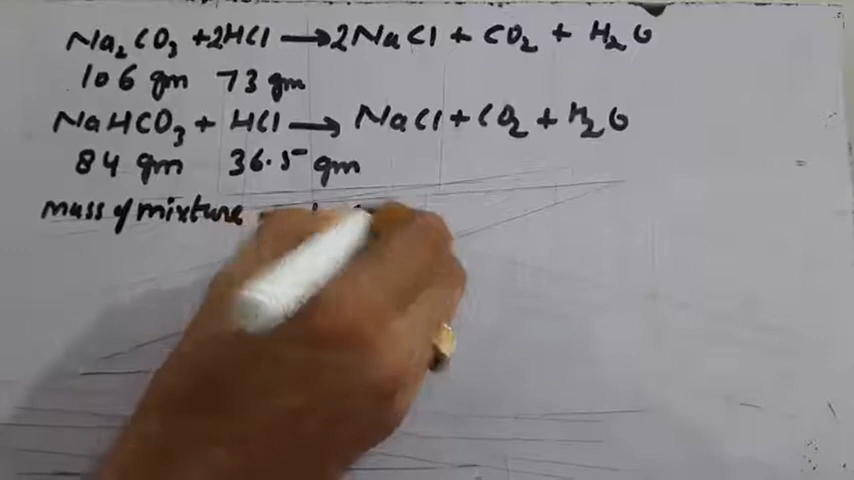 Na₂CO₃ + 2HCl → 2NaCl + CO₂ + H₂O
106 gm 73 gm
NaHCO₃ + HCl → NaCl + CO₂ + H₂O
84 gm 36.5 gm
mass of mixture